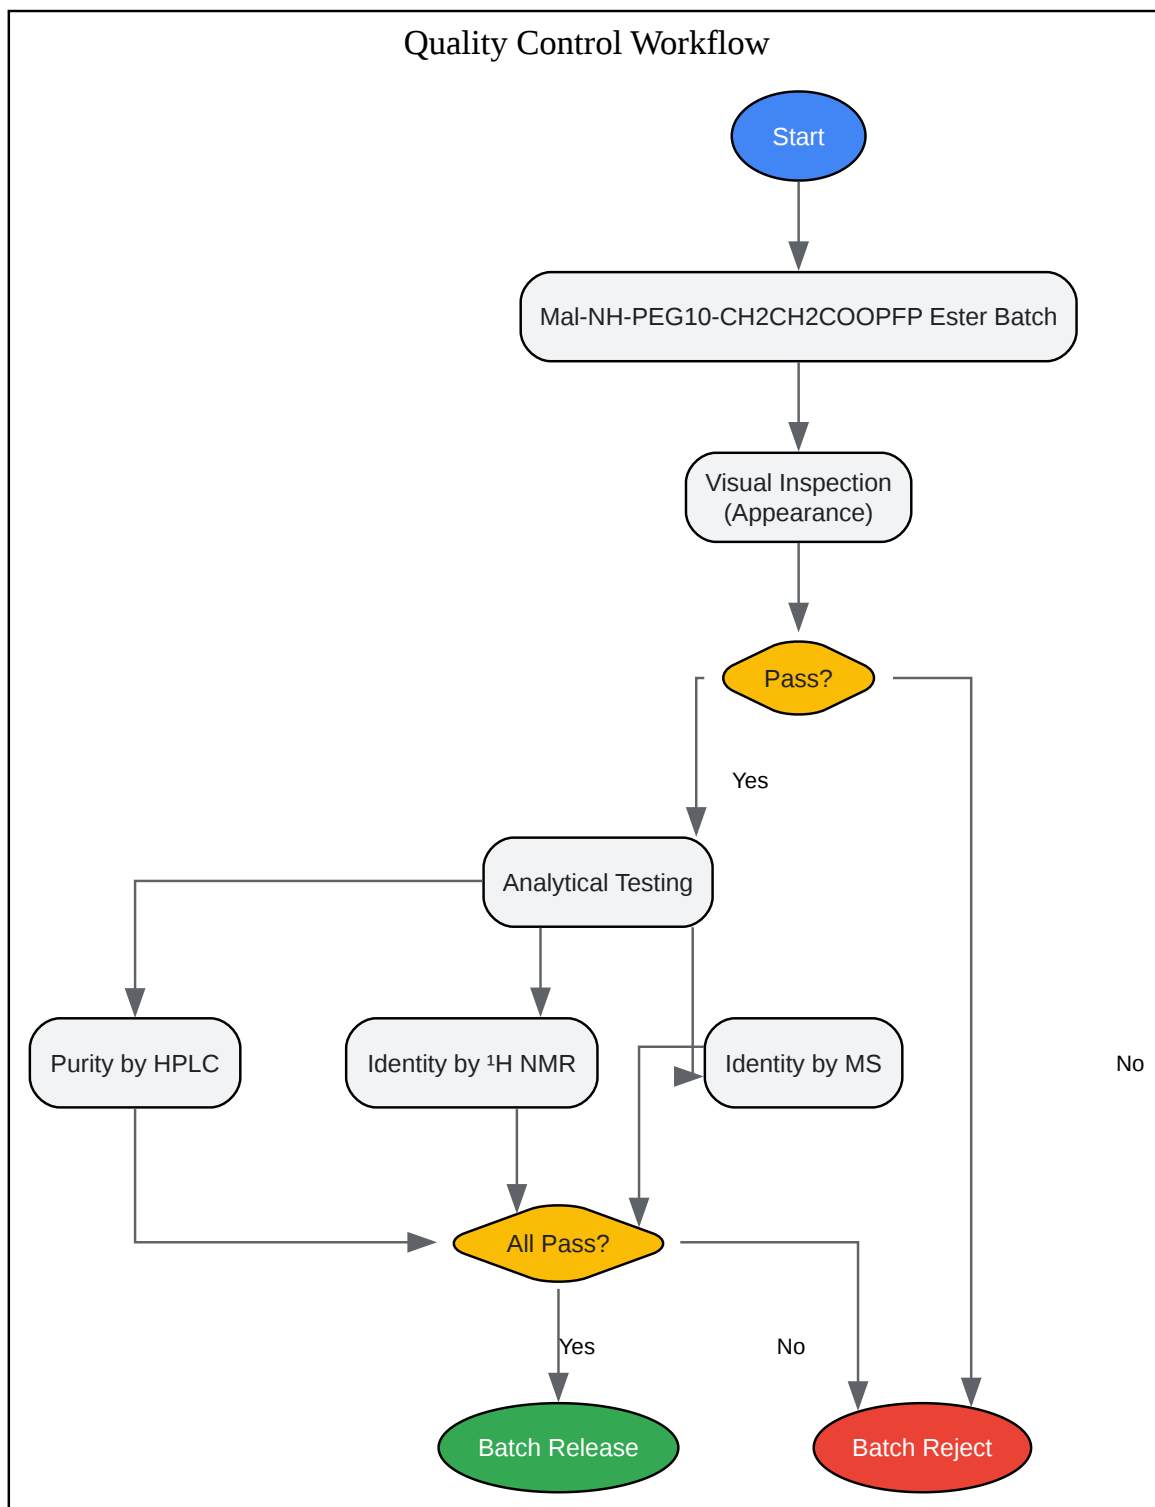 Quality Control Workflow
Start
Mal-NH-PEG10-CH2CH2COOPFP Ester Batch
Visual Inspection
(Appearance)
Pass?
Yes
Analytical Testing
Purity by HPLC
Identity by ¹H NMR
Identity by MS
No
All Pass?
Yes
No
Batch Release
Batch Reject